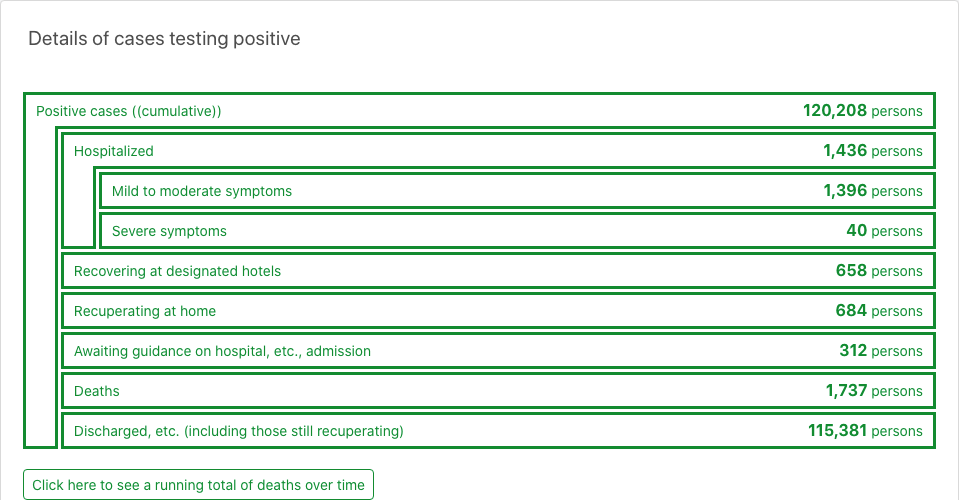 Details of cases testing positive
Positive cases ((cumulative)) 120,208 persons
Hospitalized 1,436 persons
Mild to moderate symptoms 1,396 persons
Severe symptoms 40 persons
Recovering at designated hotels 658 persons
Recuperating at home 684 persons
Awaiting guidance on hospital, etc., admission 312 persons
Deaths 1,737 persons
Discharged, etc. (including those still recuperating) 115,381 persons
Click here to see a running total of deaths over time